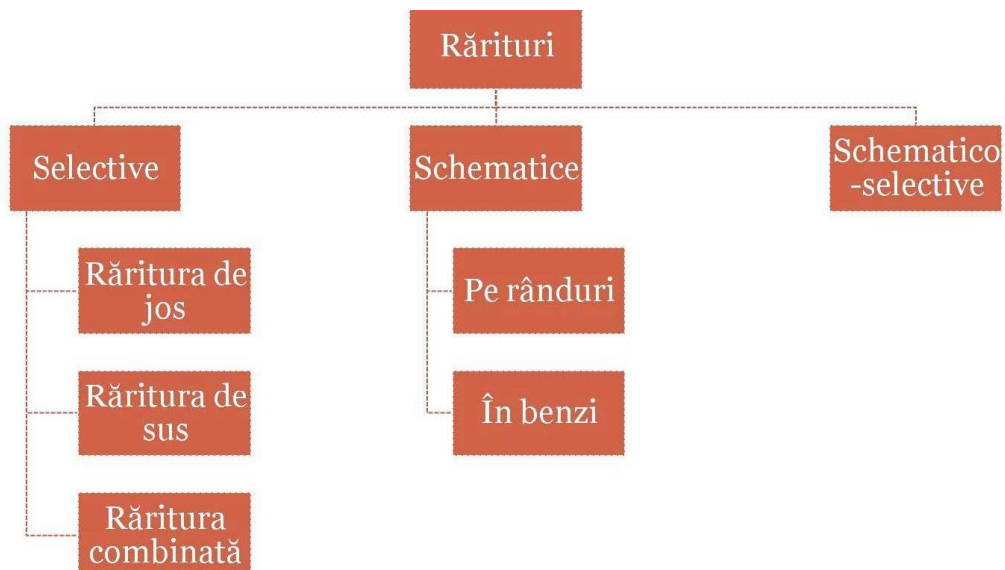 Rărituri
Selective
Schematice
Schematico
-selective
Răritura de
jos
Răritura de
sus
Răritura
combinată
Pe rânduri
În benzi